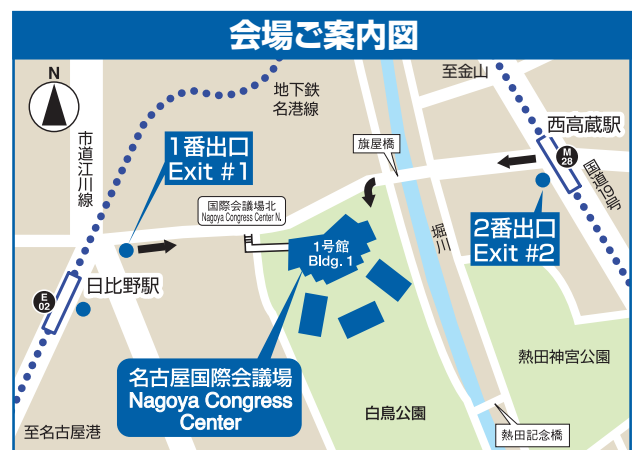 会場ご案内図
N
地下鉄
名港線
至金山
西高蔵駅
M
28
国道19号
市道江川線
1番出口
Exit #1
旗屋橋
国際会議場北
Nagoya Congress Center N.
1号館
Bldg. 1
堀川
2番出口
Exit #2
日比野駅
E
02
名古屋国際会議場
Nagoya Congress
Center
熱田神宮公園
白鳥公園
熱田記念橋
至名古屋港